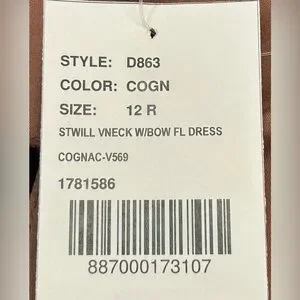 STYLE: D863
COLOR: COGN
SIZE: 12 R
STWILL VNECK W/BOW FL DRESS
COGNAC-V569
1781586
887000173107